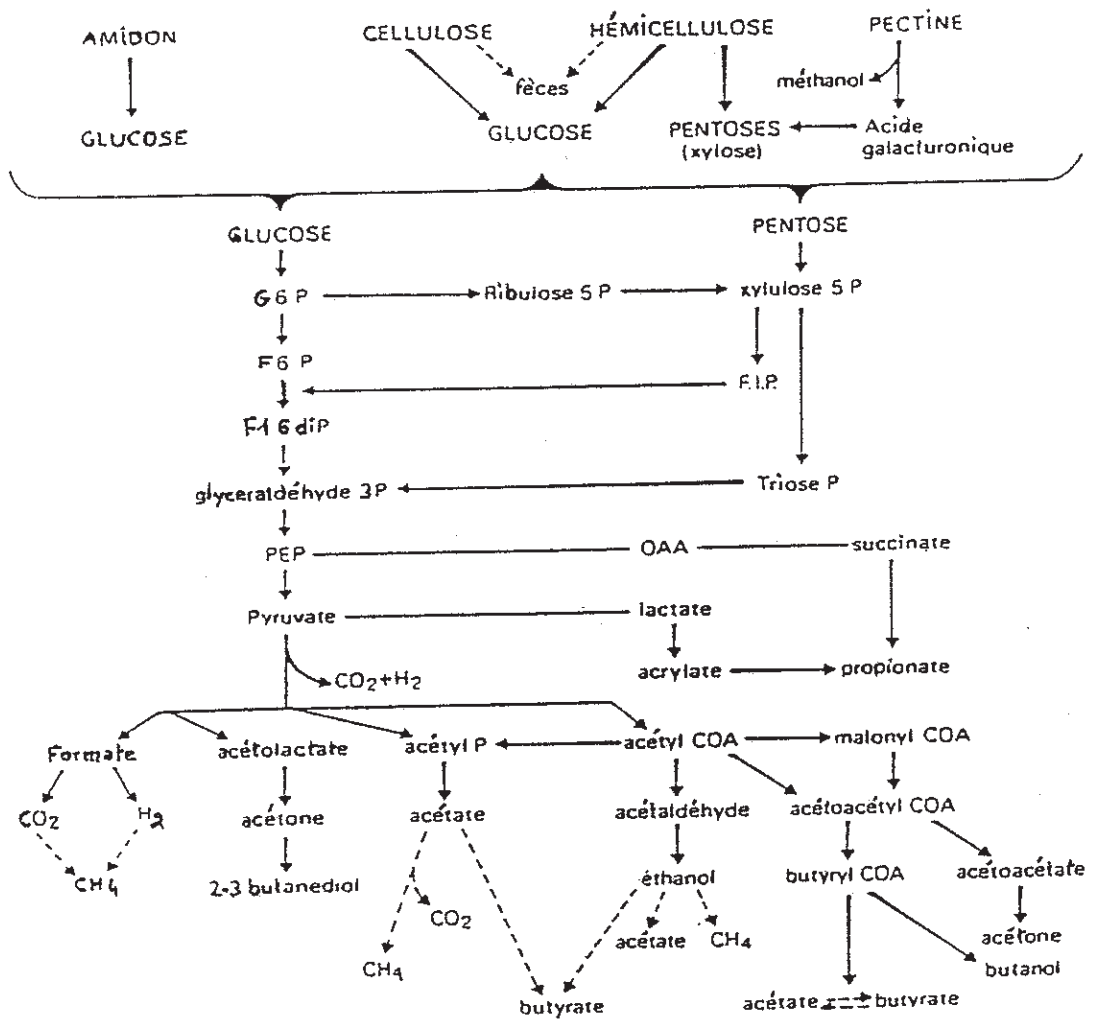 AMIDON
CELLULOSE
HÉMICELLULOSE
PECTINE
fèces
méthanol
GLUCOSE
GLUCOSE
PENTOSES
(xylose)
Acide
galacturonique
GLUCOSE
PENTOSE
G6 P
Ribulose 5 P
xylulose 5 P
F6 P
F.I.P.
F1 6 diP
glyceraldéhyde 3P
Triose P
PEP
OAA
succinate
Pyruvate
lactate
CO2+H2
acrylate
propionate
Formate
acétolactate
acétyl P
acétyl COA
malonyl COA
CO2
H2
acétone
acétate
acétaldéhyde
acétoacétyl COA
CH4
2-3 butanediol
éthanol
butyryl COA
acétoacétate
CO2
acétate
CH4
acétone
CH4
butanol
butyrate
acétate
butyrate